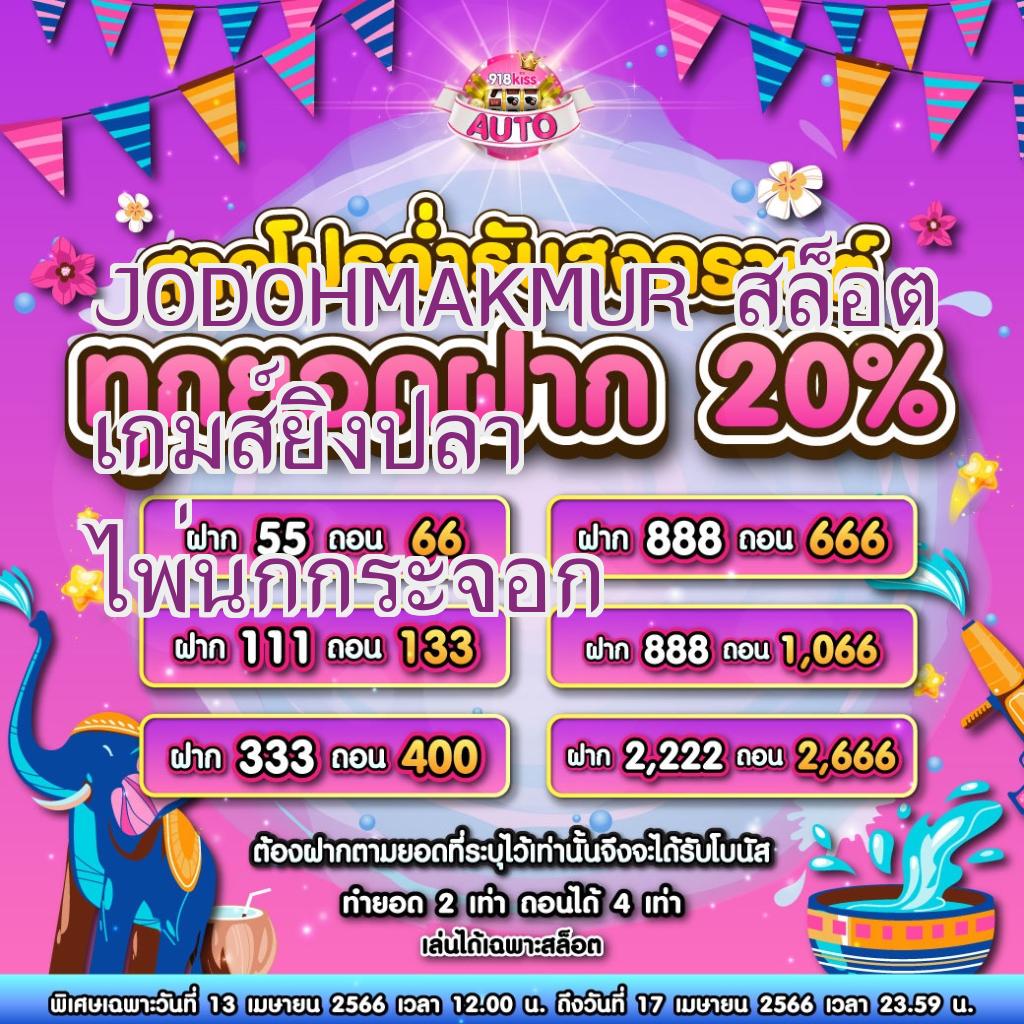 918kiss
AUTO
JODOHMAKMUR สล็อต
ทุกยอดฝาก 20%
เกมส์ยิงปลา
ไพ่นกกระจอก
ฝาก 55 ถอน 66
ฝาก 888 ถอน 666
ฝาก 111 ถอน 133
ฝาก 888 ถอน 1,066
ฝาก 333 ถอน 400
ฝาก 2,222 ถอน 2,666
ต้องฝากตามยอดที่ระบุไว้เท่านั้นจึงจะได้รับโบนัส
ทำยอด 2 เท่า ถอนได้ 4 เท่า
เล่นได้เฉพาะสล็อต
พิเศษเฉพาะวันที่ 13 เมษายน 2566 เวลา 12.00 น. ถึงวันที่ 17 เมษายน 2566 เวลา 23.59 น.